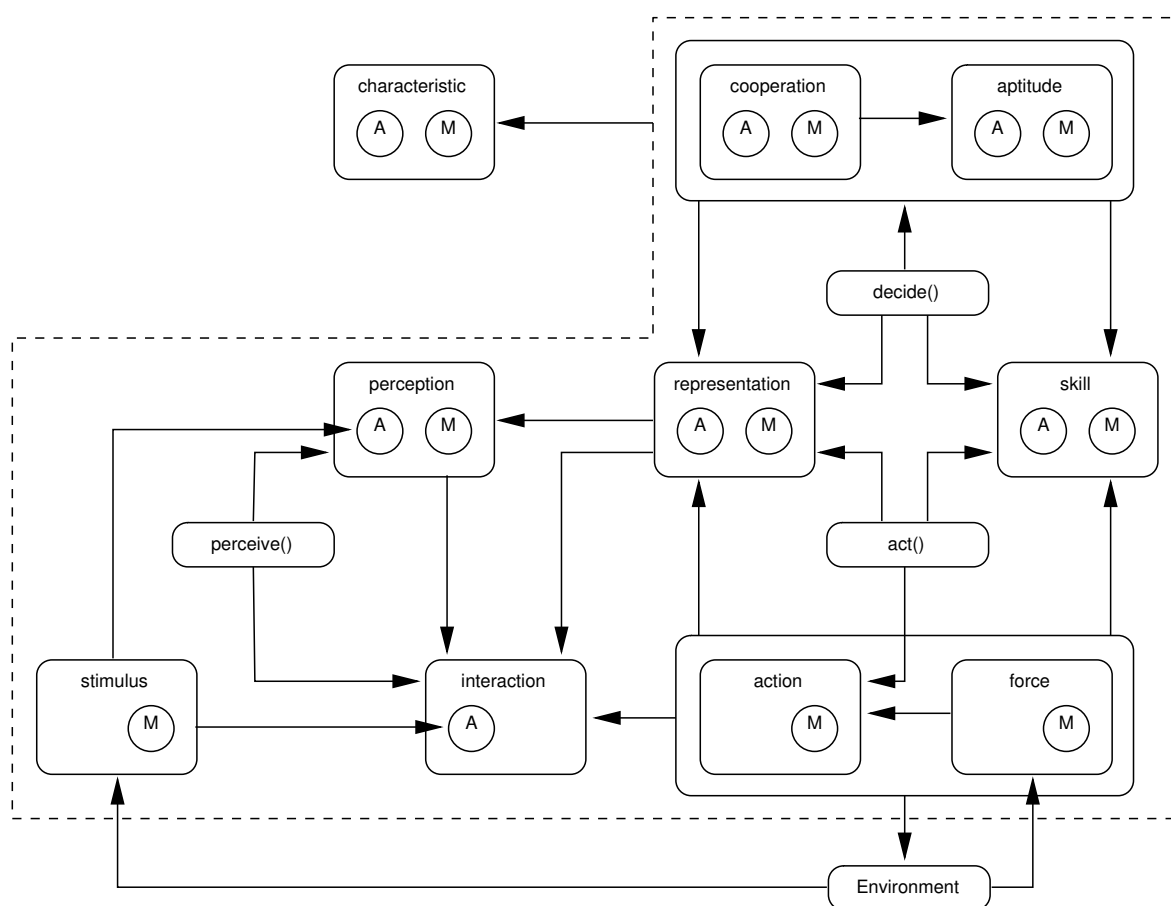 characteristic
A M
cooperation
A M
aptitude
A M
decide()
perception
A M
representation
A M
skill
A M
perceive()
act()
stimulus
M
interaction
A
action
M
force
M
Environment